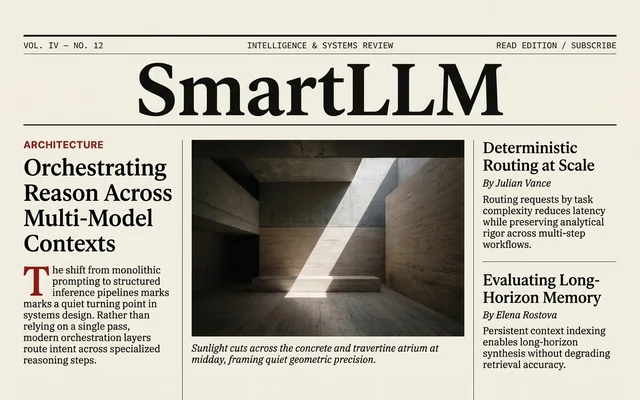 VOL. IV — NO. 12
INTELLIGENCE & SYSTEMS REVIEW
READ EDITION / SUBSCRIBE
SmartLLM
ARCHITECTURE
Orchestrating
Reason Across
Multi-Model
Contexts
The shift from monolithic
prompting to structured
inference pipelines marks
marks a quiet turning point in
systems design. Rather than
relying on a single pass,
modern orchestration layers
route intent across specialized
reasoning steps.
Sunlight cuts across the concrete and travertine atrium at
midday, framing quiet geometric precision.
Deterministic
Routing at Scale
By Julian Vance
Routing requests by task
complexity reduces latency
while preserving analytical
rigor across multi-step
workflows.
Evaluating Long-
Horizon Memory
By Elena Rostova
Persistent context indexing
enables long-horizon
synthesis without degrading
retrieval accuracy.